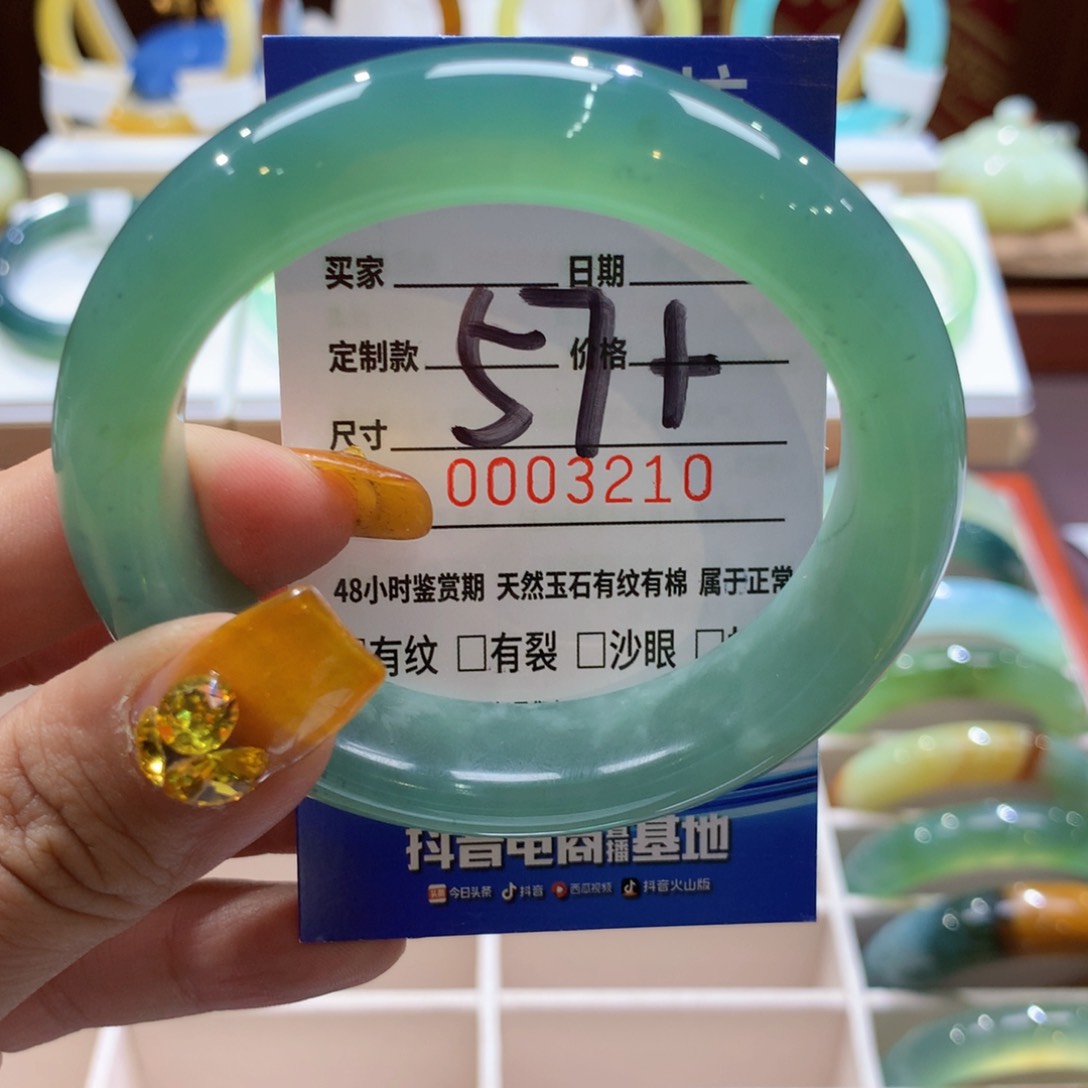 买家 日期
57+
定制款 价格
尺寸
0003210
48小时鉴赏期 天然玉石有纹有棉 属于正常
有纹 □有裂 □沙眼 □
抖音电商直播基地
今日头条 抖音 西瓜视频 抖音火山版